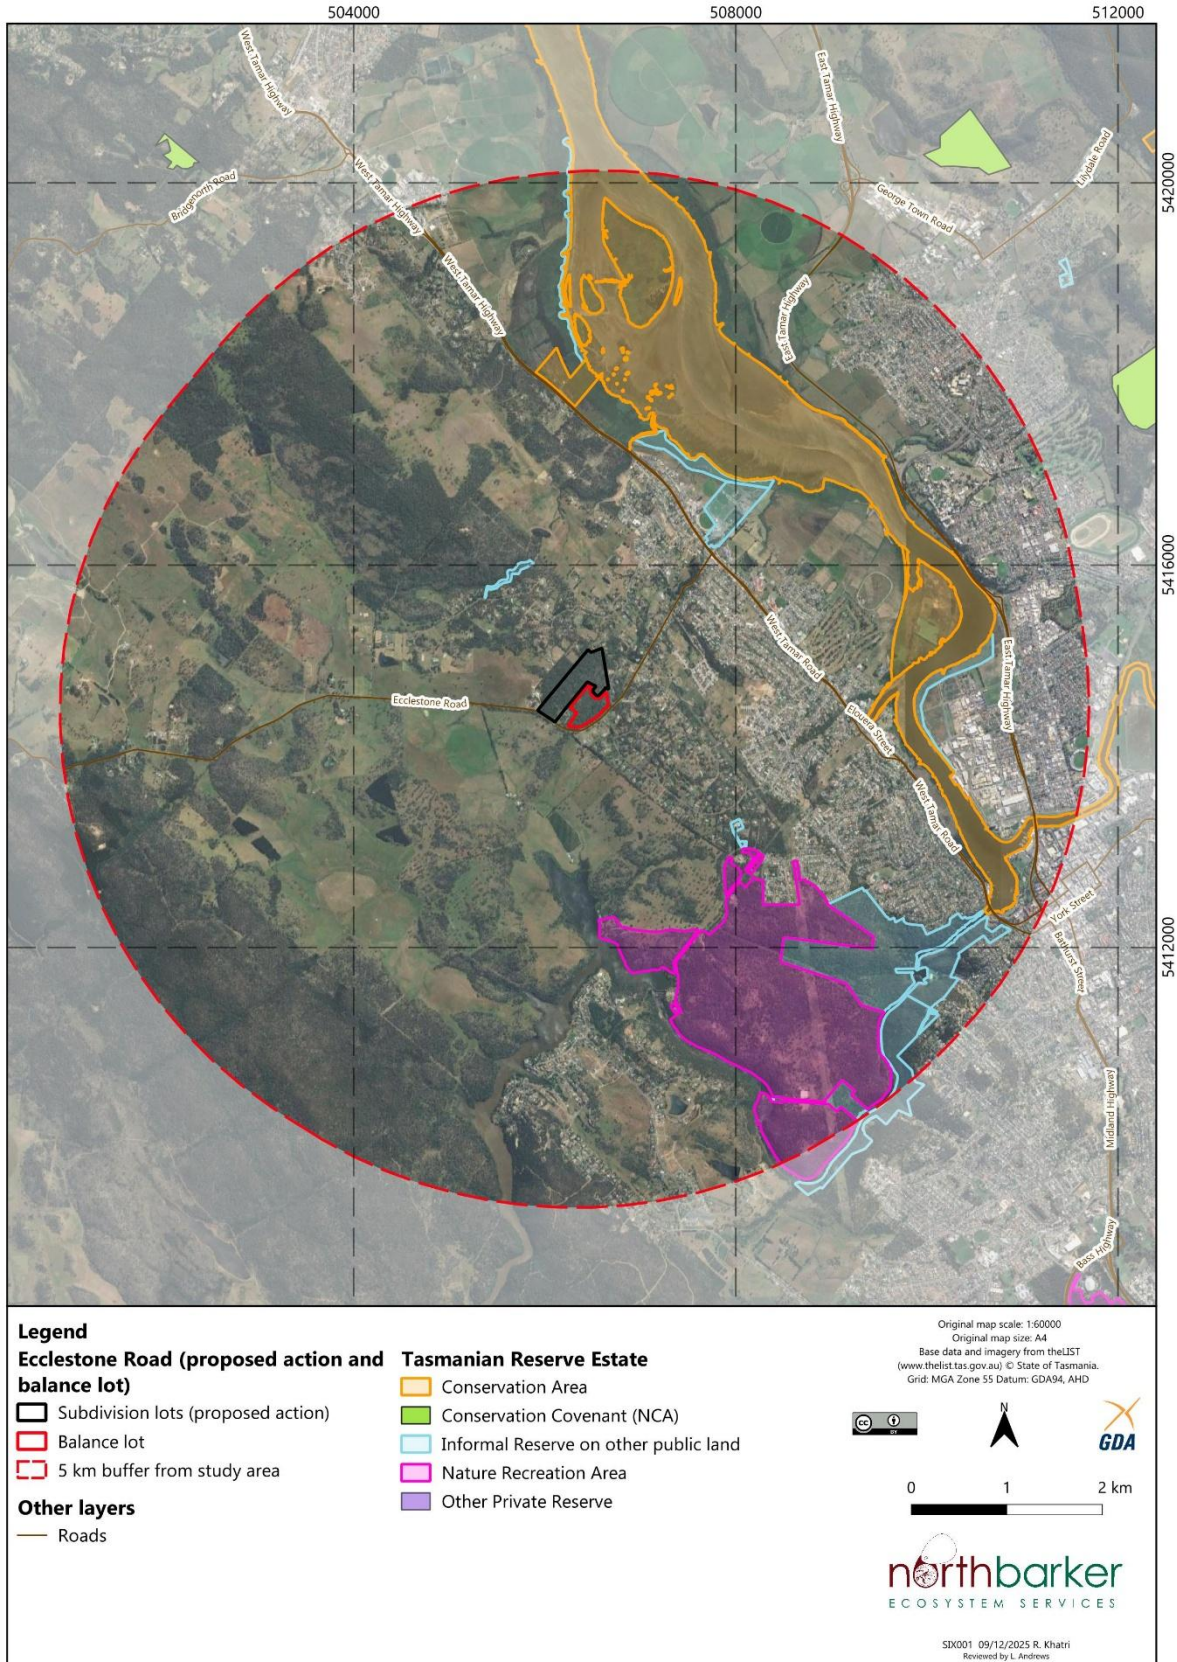 504000
508000
512000
West Tamar Highway
East Tamar Highway
Lilydale Road
5420000
Bridgenorth Road
West Tamar Highway
George Town Road
West Tamar Highway
East Tamar Highway
5416000
West Tamar Road
East Tamar Highway
Ecclestone Road
Elouera Street
West Tamar Road
York Street
Bathurst Street
5412000
Midland Highway
Bass Highway
Legend
Ecclestone Road (proposed action and
balance lot)
Subdivision lots (proposed action)
Balance lot
5 km buffer from study area
Other layers
Roads
Tasmanian Reserve Estate
Conservation Area
Conservation Covenant (NCA)
Informal Reserve on other public land
Nature Recreation Area
Other Private Reserve
Original map scale: 1:60000
Original map size: A4
Base data and imagery from theLIST
(www.thelist.tas.gov.au) © State of Tasmania.
Grid: MGA Zone 55 Datum: GDA94, AHD
cc
BY
N
GDA
0 1 2 km
northbarker
ECOSYSTEM SERVICES
SIX001 09/12/2025 R. Khatri
Reviewed by L. Andrews